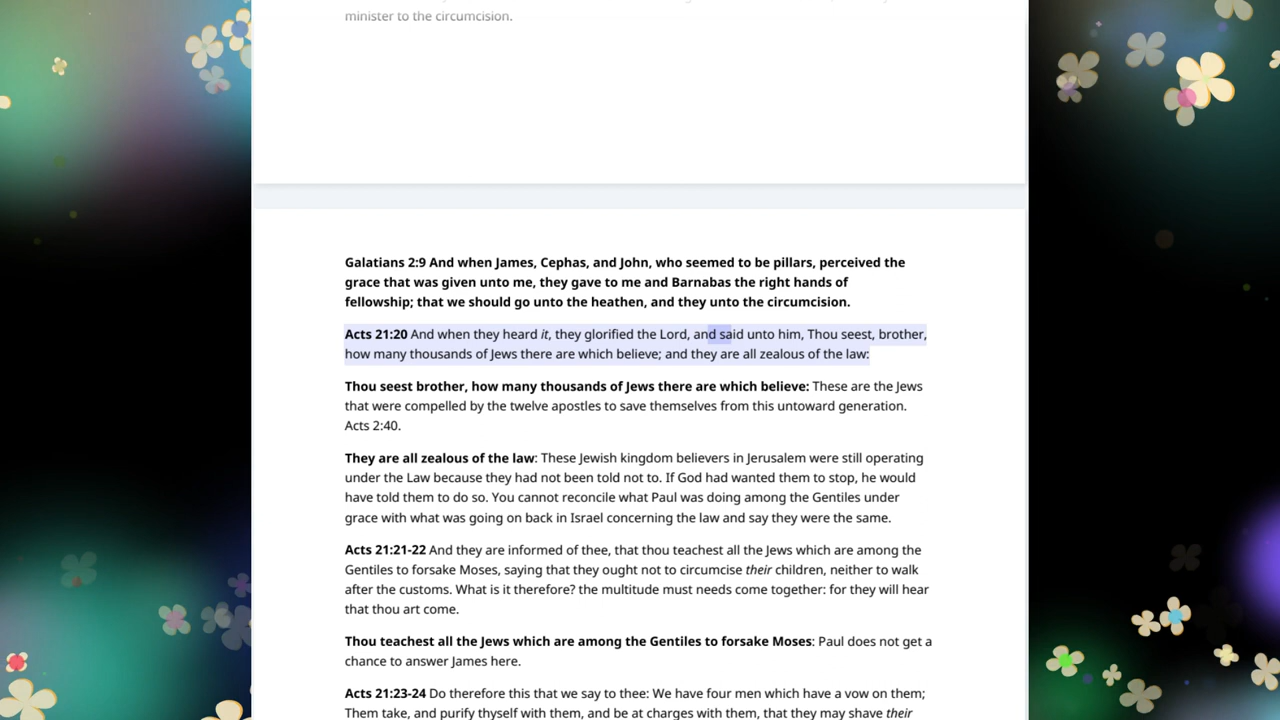 minister to the circumcision.
Galatians 2:9 And when James, Cephas, and John, who seemed to be pillars, perceived the
grace that was given unto me, they gave to me and Barnabas the right hands of
fellowship; that we should go unto the heathen, and they unto the circumcision.
Acts 21:20 And when they heard it, they glorified the Lord, and said unto him, Thou seest, brother,
how many thousands of Jews there are which believe; and they are all zealous of the law:
Thou seest brother, how many thousands of Jews there are which believe: These are the Jews
that were compelled by the twelve apostles to save themselves from this untoward generation.
Acts 2:40.
They are all zealous of the law: These Jewish kingdom believers in Jerusalem were still operating
under the Law because they had not been told not to. If God had wanted them to stop, he would
have told them to do so. You cannot reconcile what Paul was doing among the Gentiles under
grace with what was going on back in Israel concerning the law and say they were the same.
Acts 21:21-22 And they are informed of thee, that thou teachest all the Jews which are among the
Gentiles to forsake Moses, saying that they ought not to circumcise their children, neither to walk
after the customs. What is it therefore? the multitude must needs come together: for they will hear
that thou art come.
Thou teachest all the Jews which are among the Gentiles to forsake Moses: Paul does not get a
chance to answer James here.
Acts 21:23-24 Do therefore this that we say to thee: We have four men which have a vow on them;
Them take, and purify thyself with them, and be at charges with them, that they may shave their